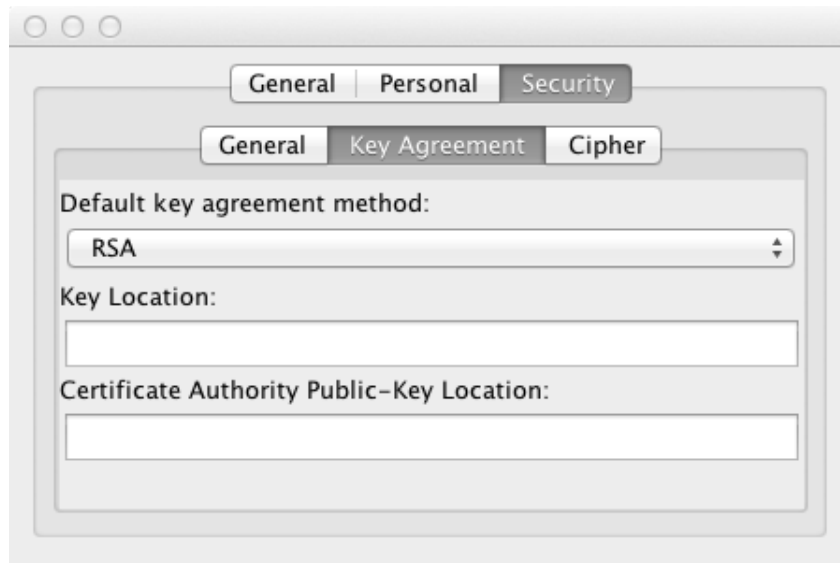 General Personal Security
General Key Agreement Cipher
Default key agreement method:
RSA
Key Location:
Certificate Authority Public-Key Location: